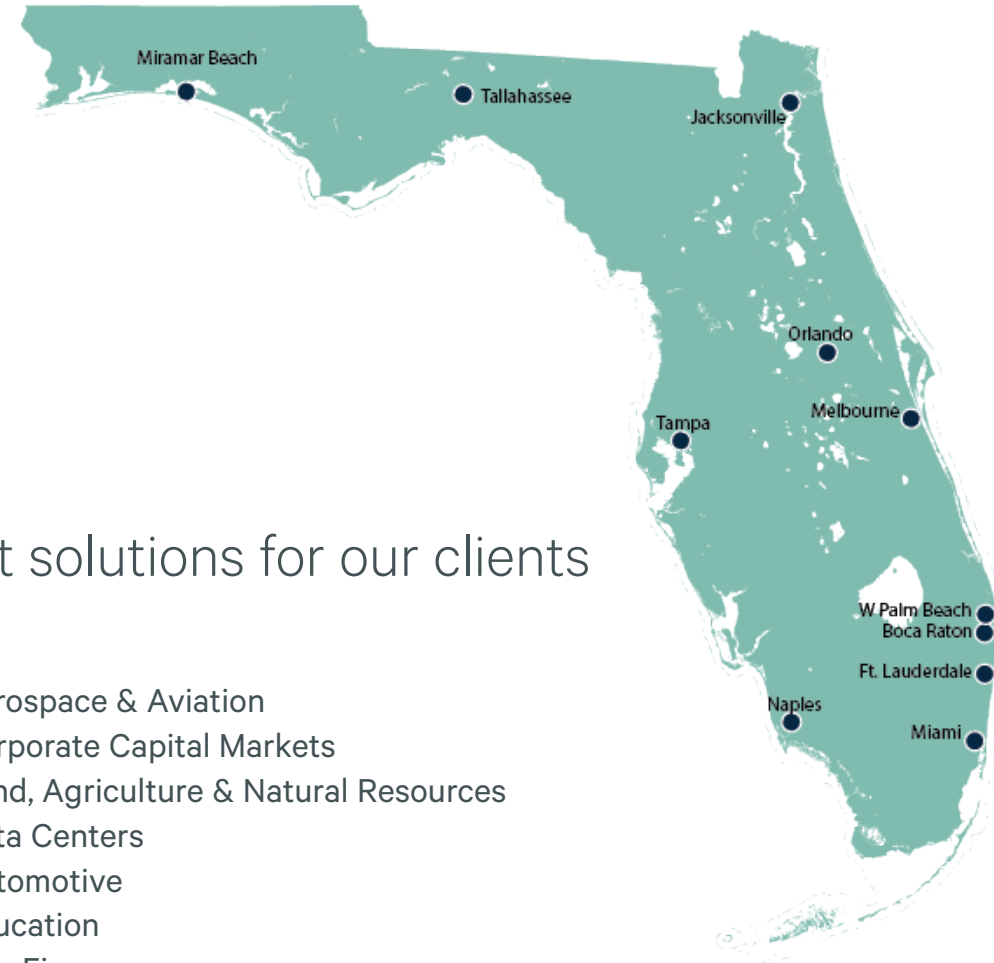 Miramar Beach
Tallahassee
Jacksonville
Orlando
Melbourne
Tampa
t solutions for our clients
W Palm Beach
Boca Raton
Ft. Lauderdale
rospace & Aviation
Naples
rporate Capital Markets
Miami
nd, Agriculture & Natural Resources
ta Centers
tomotive
ucation